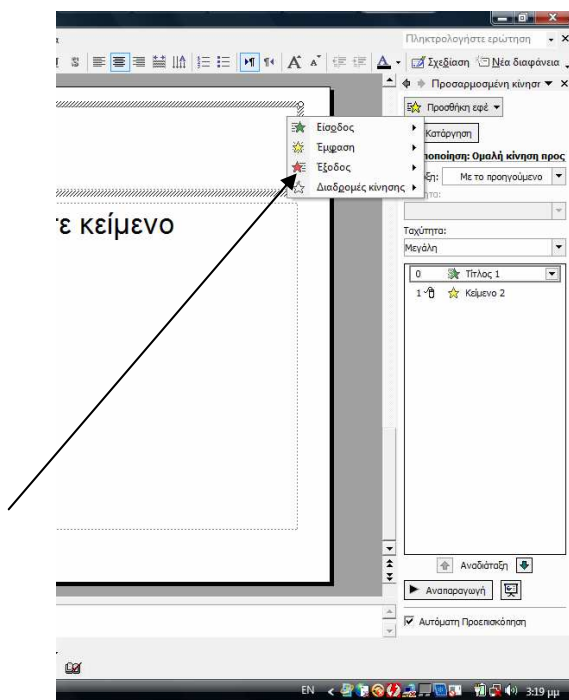 Πληκτρολογήστε ερώτηση
Σχεδίαση Νέα διαφάνεια
Προσαρμοσμένη κίνησr
Προσθήκη εφέ
Κατάργηση
ποποίηση: Ομαλή κίνηση προς
Με το προηγούμενο
Ταχύτητα:
Μεγάλη
0 Τίτλος 1
1 Κείμενο 2
Είσοδος
Έμφαση
Έξοδος
Διαδρομές κίνησης
τε κείμενο
Αναδιάταξη
Αναπαραγωγή
Αυτόματη Προεπισκόπηση
EN 3:19 μμ